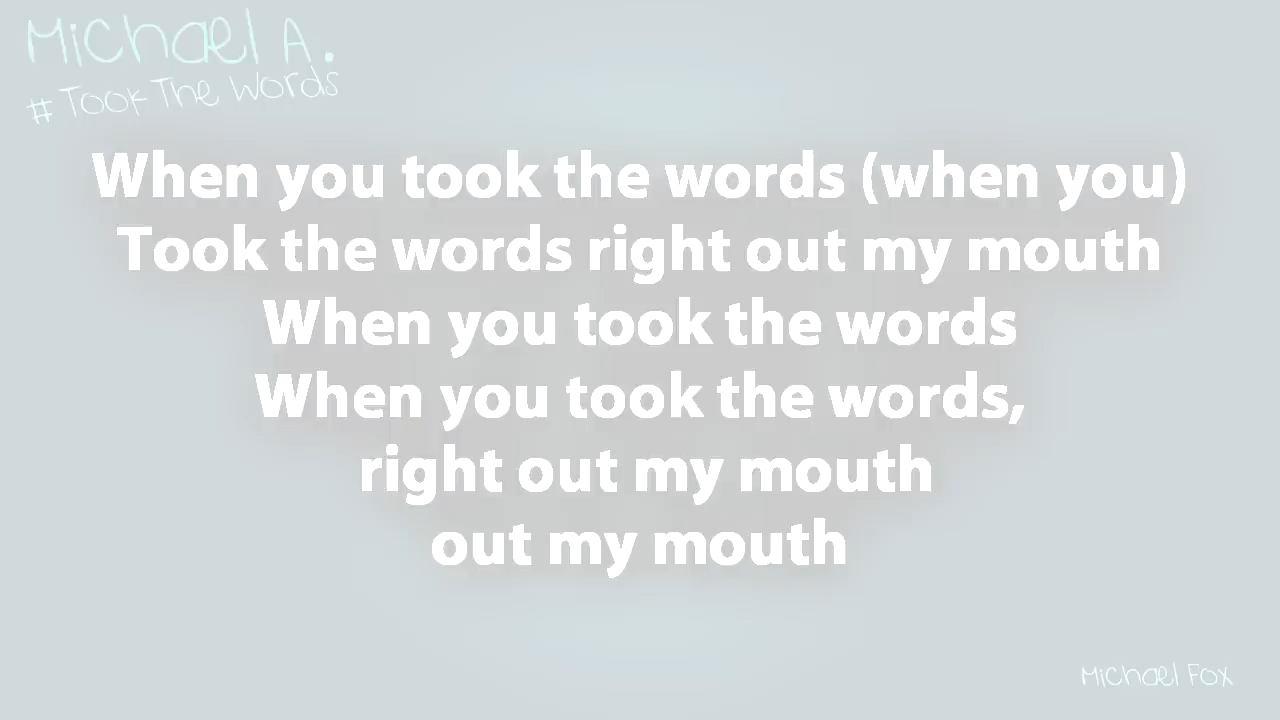 Michael A.
# Took The Words
When you took the words (when you)
Took the words right out my mouth
When you took the words
When you took the words,
right out my mouth
out my mouth
Michael Fox